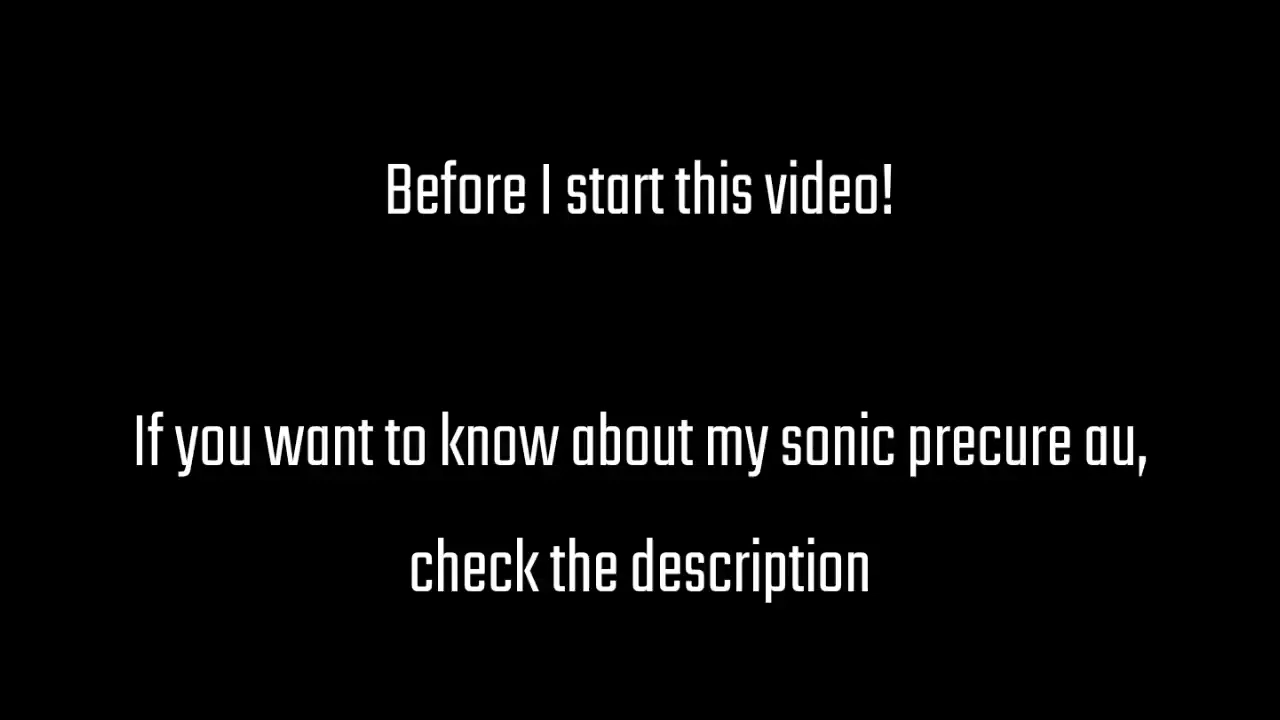 Before I start this video!
If you want to know about my sonic precure au,
check the description